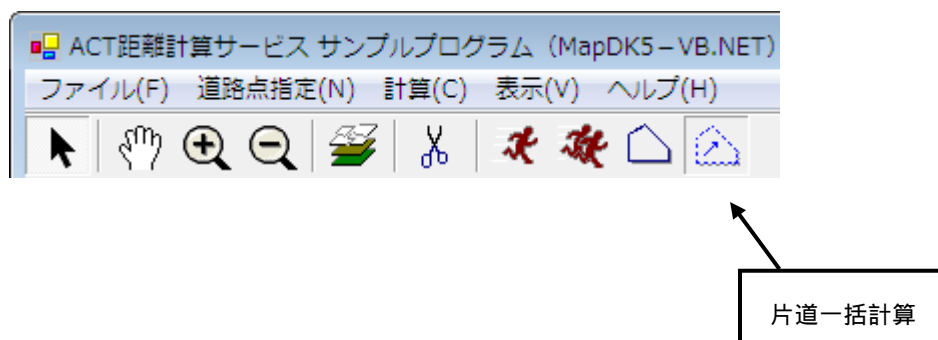 ACT距離計算サービス サンプルプログラム（MapDK5－VB.NET）
ファイル(F) 道路点指定(N) 計算(C) 表示(V) ヘルプ(H)
片道一括計算